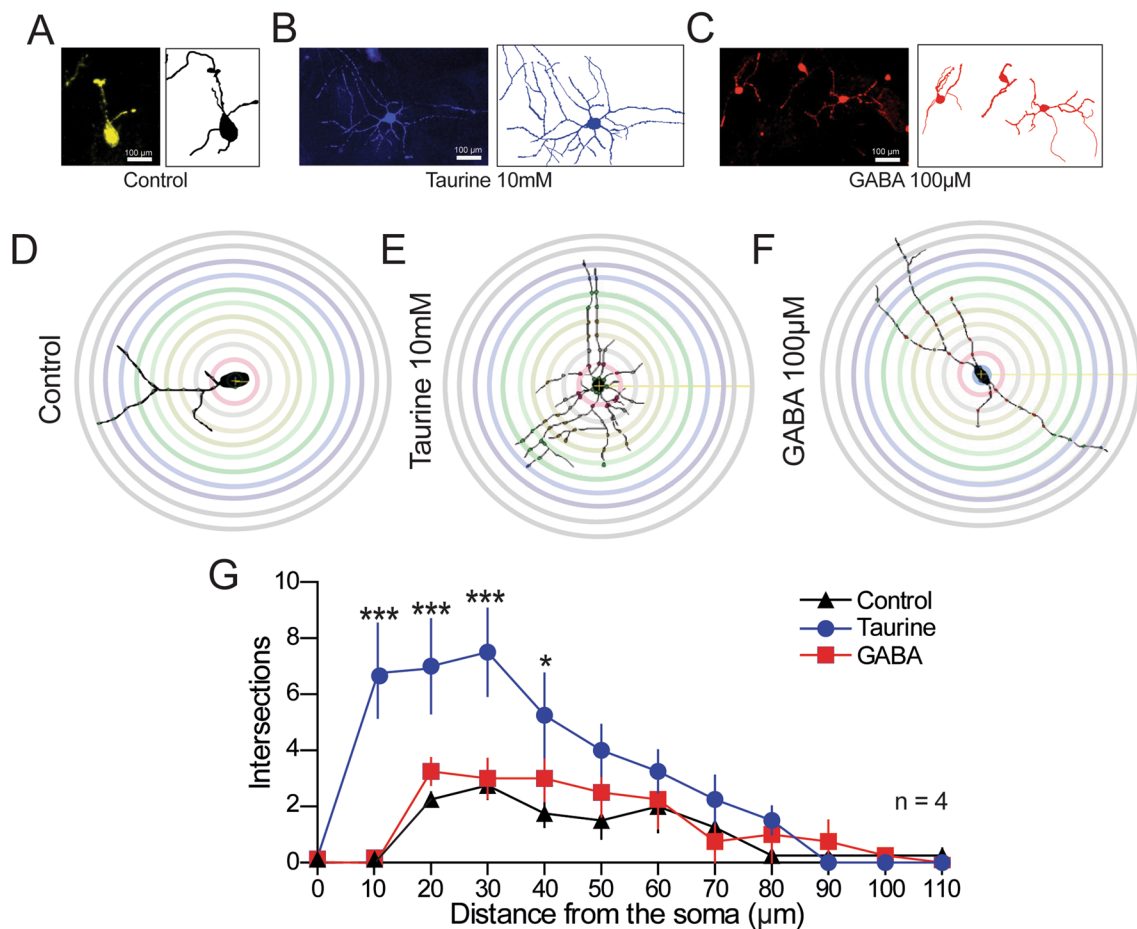 A
B
C
100 µm
100 µm
100 µm
Control
Taurine 10mM
GABA 100µM
D
E
F
Control
Taurine 10mM
GABA 100µM
G
10
8
6
4
2
0
Intersections
***
***
***
*
Control
Taurine
GABA
n = 4
0 10 20 30 40 50 60 70 80 90 100 110
Distance from the soma (µm)